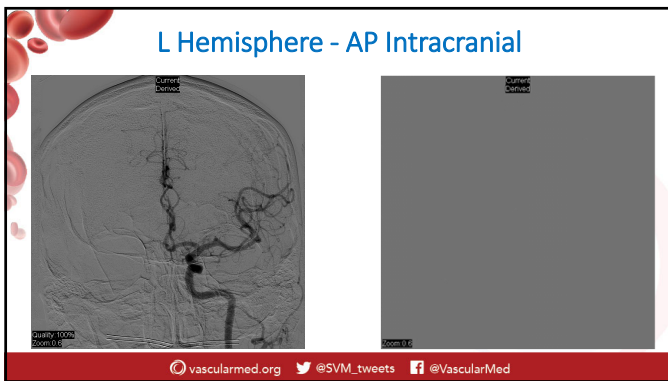 L Hemisphere - AP Intracranial
Current
Derived
Current
Derived
Quality: 100%
Zoom:0.6
Zoom:0.6
vascularmed.org @SVM_tweets @VascularMed